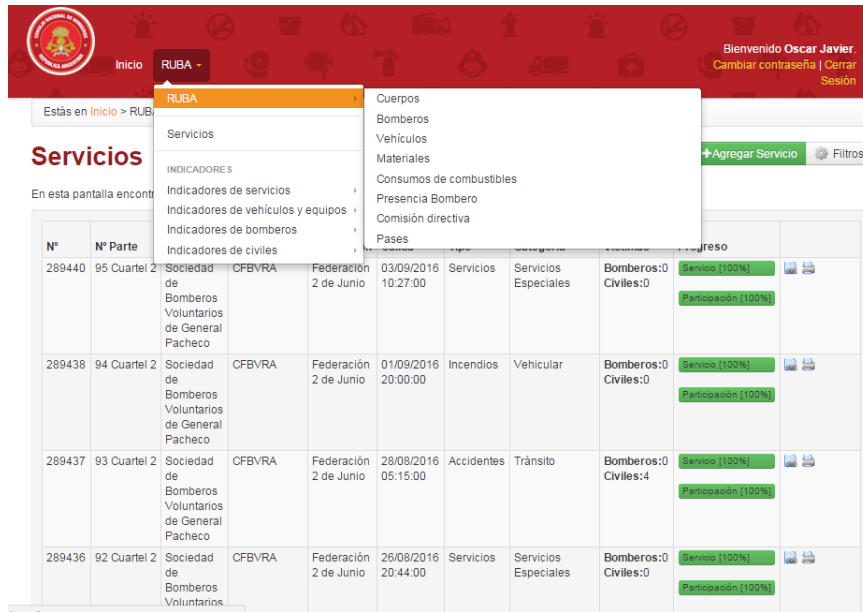 CONSEJO NACIONAL DE BOMBEROS
REPUBLICA ARGENTINA
Inicio
RUBA
Bienvenido Oscar Javier.
Cambiar contraseña | Cerrar
Sesión
Estás en Inicio > RUB
RUBA
Servicios
INDICADORES
Indicadores de servicios
Indicadores de vehículos y equipos
Indicadores de bomberos
Indicadores de civiles
Cuerpos
Bomberos
Vehículos
Materiales
Consumos de combustibles
Presencia Bombero
Comisión directiva
Pases
Servicios
+Agregar Servicio
Filtros
En esta pantalla encontr
Nº
Nº Parte
Progreso
289440 95 Cuartel 2 Sociedad CFBVRA Federación 03/09/2016 Servicios Servicios Bomberos:0 Servicio [100%]
de 2 de Junio 10:27:00 Especiales Civiles:0
Bomberos Participación [100%]
Voluntarios
de General
Pacheco
289438 94 Cuartel 2 Sociedad CFBVRA Federación 01/09/2016 Incendios Vehicular Bomberos:0 Servicio [100%]
de 2 de Junio 20:00:00 Civiles:0
Bomberos Participación [100%]
Voluntarios
de General
Pacheco
289437 93 Cuartel 2 Sociedad CFBVRA Federación 28/08/2016 Accidentes Tránsito Bomberos:0 Servicio [100%]
de 2 de Junio 05:15:00 Civiles:4
Bomberos Participación [100%]
Voluntarios
de General
Pacheco
289436 92 Cuartel 2 Sociedad CFBVRA Federación 26/08/2016 Servicios Servicios Bomberos:0 Servicio [100%]
de 2 de Junio 20:44:00 Especiales Civiles:0
Bomberos Participación [100%]
Voluntarios